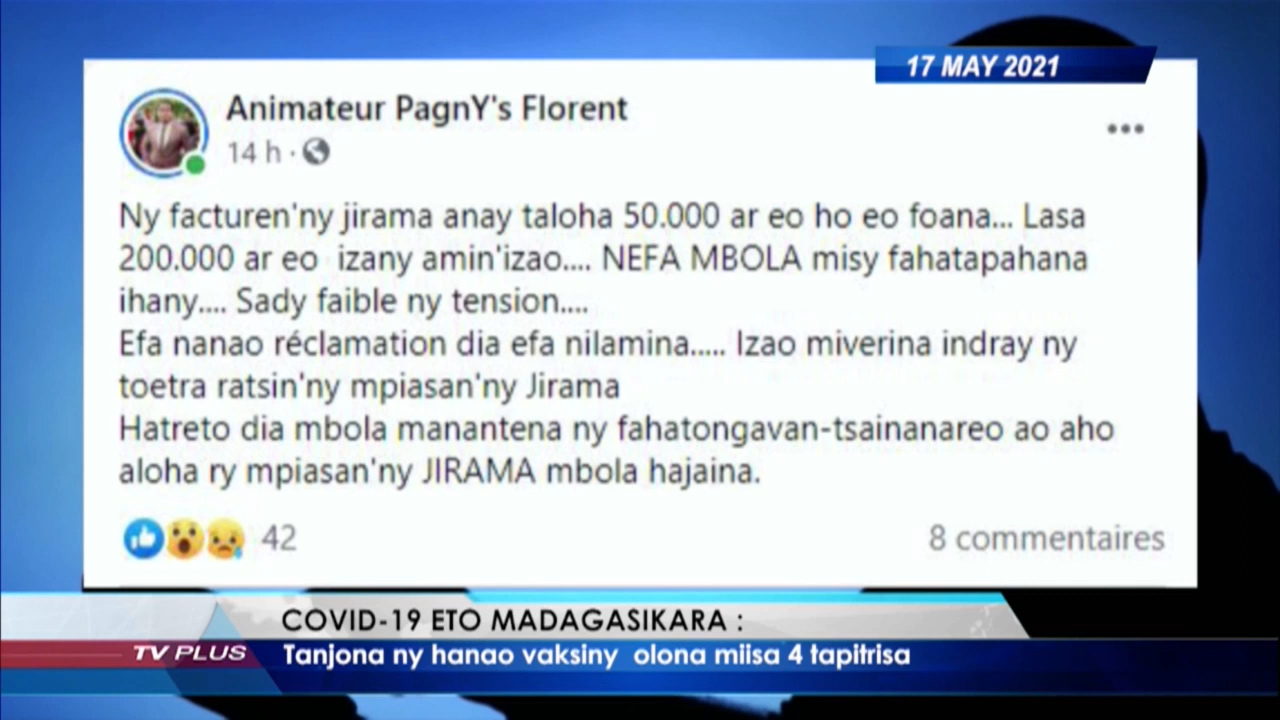 17 MAY 2021
Animateur PagnY's Florent
14 h ·
Ny facturen'ny jirama anay taloha 50.000 ar eo ho eo foana... Lasa
200.000 ar eo izany amin'izao.... NEFA MBOLA misy fahatapahana
ihany.... Sady faible ny tension....
Efa nanao réclamation dia efa nilamina..... Izao miverina indray ny
toetra ratsin'ny mpiasan'ny Jirama
Hatreto dia mbola manantena ny fahatongavan-tsainanareo ao aho
aloha ry mpiasan'ny JIRAMA mbola hajaina.
42
8 commentaires
COVID-19 ETO MADAGASIKARA :
TV PLUS
Tanjona ny hanao vaksiny olona miisa 4 tapitrisa